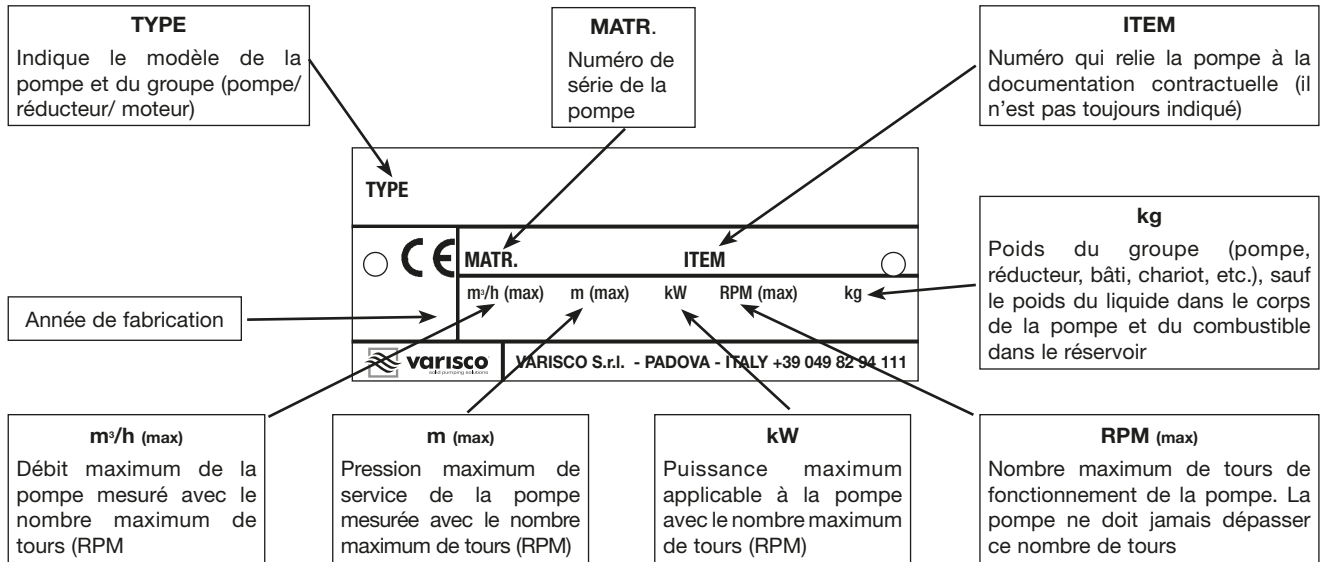 TYPE
Indique le modèle de la
pompe et du groupe (pompe/
réducteur/ moteur)
MATR.
Numéro de
série de la
pompe
ITEM
Numéro qui relie la pompe à la
documentation contractuelle (il
n'est pas toujours indiqué)
TYPE
CE
MATR. ITEM
m³/h (max) m (max) kW RPM (max) kg
varisco
solid pumping solutions
VARISCO S.r.l. - PADOVA - ITALY +39 049 82 94 111
Année de fabrication
kg
Poids du groupe (pompe,
réducteur, bâti, chariot, etc.), sauf
le poids du liquide dans le corps
de la pompe et du combustible
dans le réservoir
m³/h (max)
Débit maximum de la
pompe mesuré avec le
nombre maximum de
tours (RPM
m (max)
Pression maximum de
service de la pompe
mesurée avec le nombre
maximum de tours (RPM)
kW
Puissance maximum
applicable à la pompe
avec le nombre maximum
de tours (RPM)
RPM (max)
Nombre maximum de tours de
fonctionnement de la pompe. La
pompe ne doit jamais dépasser
ce nombre de tours